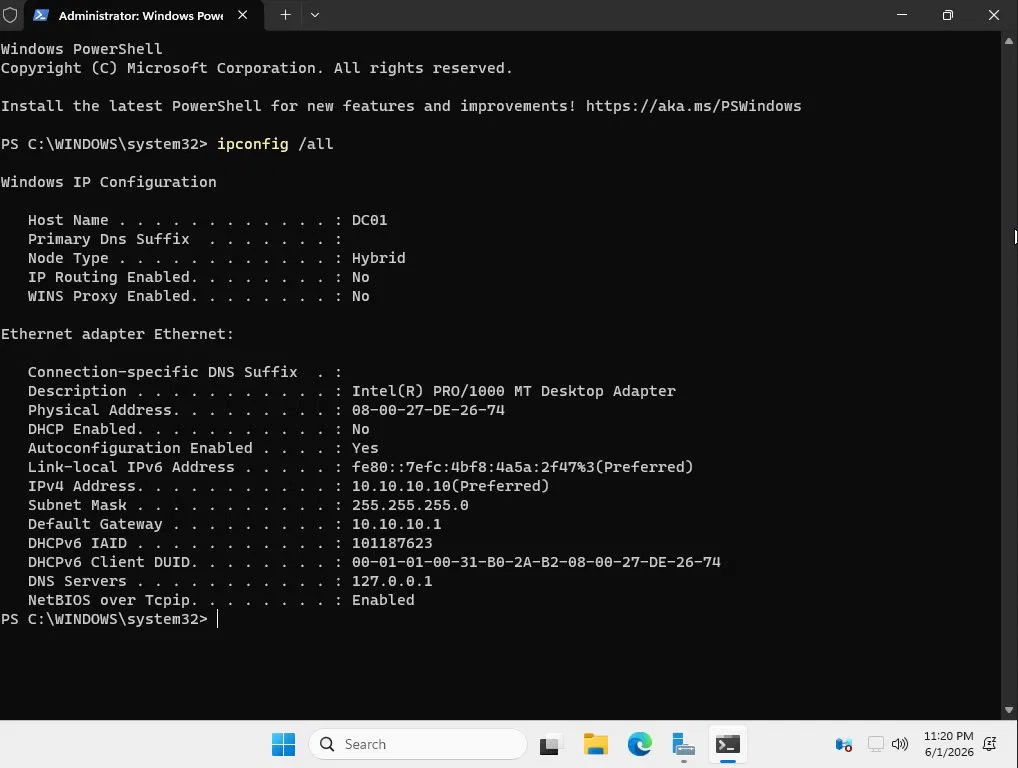 Administrator: Windows Powe
Windows PowerShell
Copyright (C) Microsoft Corporation. All rights reserved.
Install the latest PowerShell for new features and improvements! https://aka.ms/PSWindows
PS C:\WINDOWS\system32> ipconfig /all
Windows IP Configuration
   Host Name . . . . . . . . . . . . : DC01
   Primary Dns Suffix  . . . . . . . :
   Node Type . . . . . . . . . . . . : Hybrid
   IP Routing Enabled. . . . . . . . : No
   WINS Proxy Enabled. . . . . . . . : No
Ethernet adapter Ethernet:
   Connection-specific DNS Suffix  . :
   Description . . . . . . . . . . . : Intel(R) PRO/1000 MT Desktop Adapter
   Physical Address. . . . . . . . . : 08-00-27-DE-26-74
   DHCP Enabled. . . . . . . . . . . : No
   Autoconfiguration Enabled . . . . : Yes
   Link-local IPv6 Address . . . . . : fe80::7efc:4bf8:4a5a:2f47%3(Preferred)
   IPv4 Address. . . . . . . . . . . : 10.10.10.10(Preferred)
   Subnet Mask . . . . . . . . . . . : 255.255.255.0
   Default Gateway . . . . . . . . . : 10.10.10.1
   DHCPv6 IAID . . . . . . . . . . . : 101187623
   DHCPv6 Client DUID. . . . . . . . : 00-01-01-00-31-B0-2A-B2-08-00-27-DE-26-74
   DNS Servers . . . . . . . . . . . : 127.0.0.1
   NetBIOS over Tcpip. . . . . . . . : Enabled
PS C:\WINDOWS\system32>
Search
11:20 PM
6/1/2026